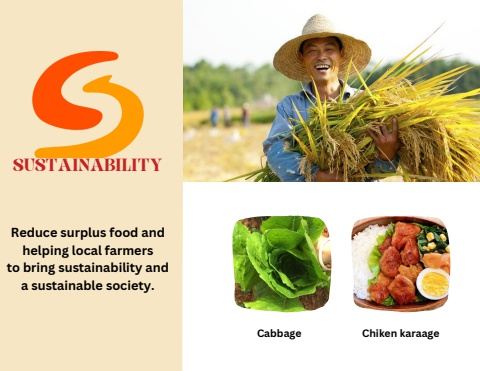 SUSTAINABILITY
Reduce surplus food and
helping local farmers
to bring sustainability and
a sustainable society.
Cabbage
Chiken karaage